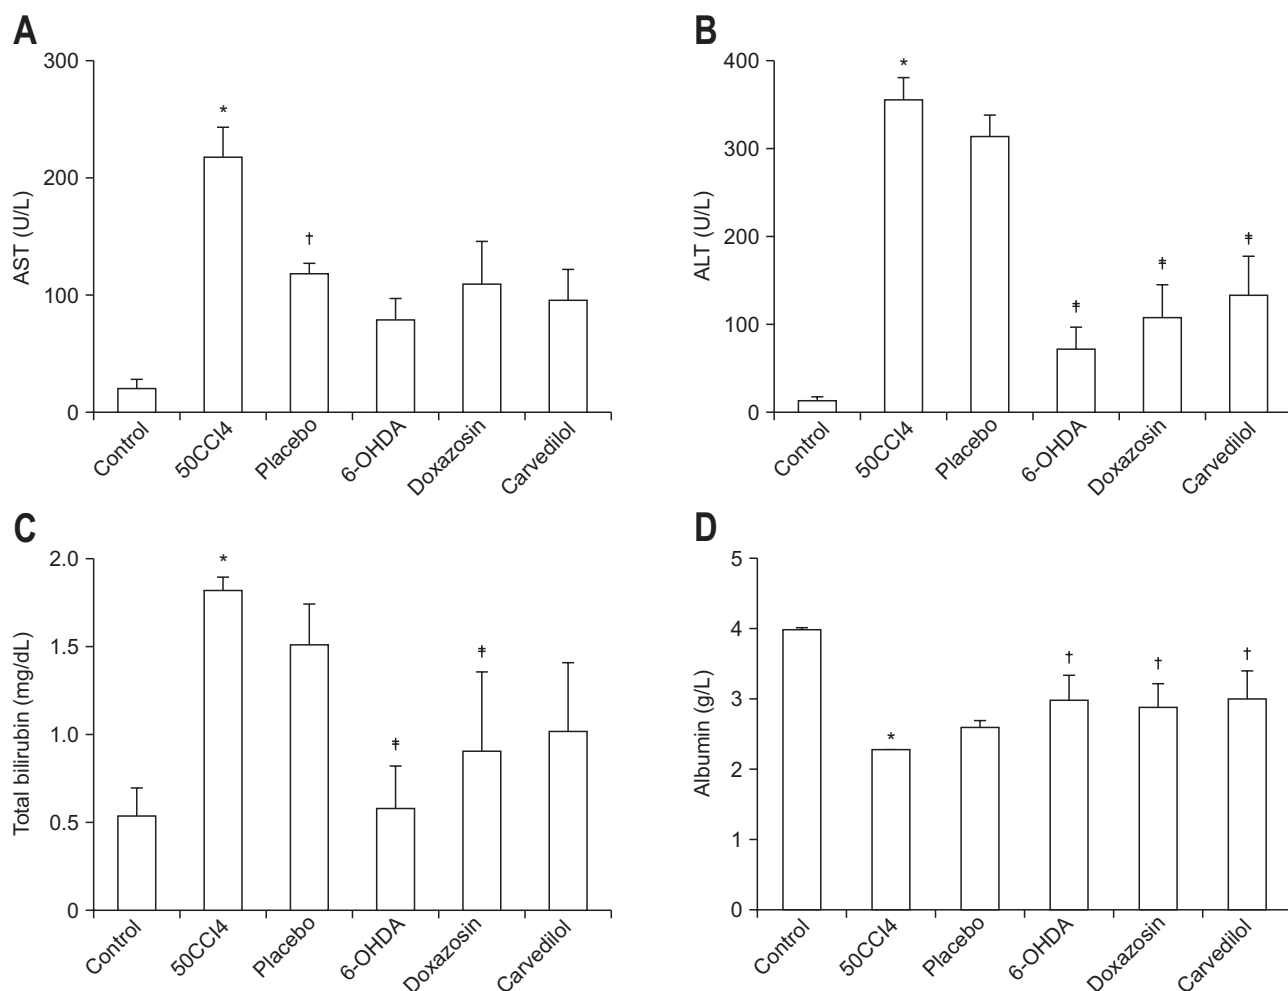 A
AST (U/L)
300
200
100
0
*
†
Control
50CCl4
Placebo
6-OHDA
Doxazosin
Carvedilol
B
ALT (U/L)
400
300
200
100
0
*
‡
‡
‡
Control
50CCl4
Placebo
6-OHDA
Doxazosin
Carvedilol
C
Total bilirubin (mg/dL)
2.0
1.5
1.0
0.5
0
*
‡
‡
Control
50CCl4
Placebo
6-OHDA
Doxazosin
Carvedilol
D
Albumin (g/L)
5
4
3
2
1
0
*
†
†
†
Control
50CCl4
Placebo
6-OHDA
Doxazosin
Carvedilol